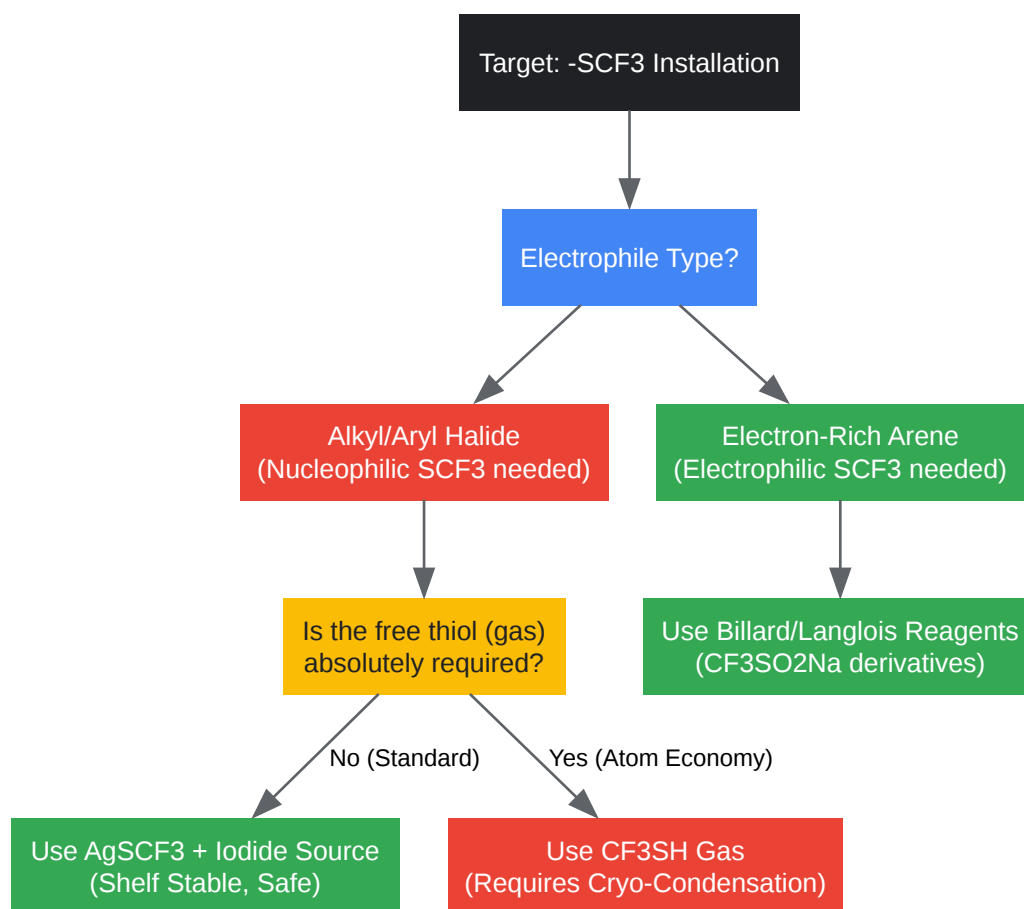 Target: -SCF3 Installation
Electrophile Type?
Alkyl/Aryl Halide
(Nucleophilic SCF3 needed)
Electron-Rich Arene
(Electrophilic SCF3 needed)
Is the free thiol (gas)
absolutely required?
Use Billard/Langlois Reagents
(CF3SO2Na derivatives)
No (Standard)
Yes (Atom Economy)
Use AgSCF3 + Iodide Source
(Shelf Stable, Safe)
Use CF3SH Gas
(Requires Cryo-Condensation)